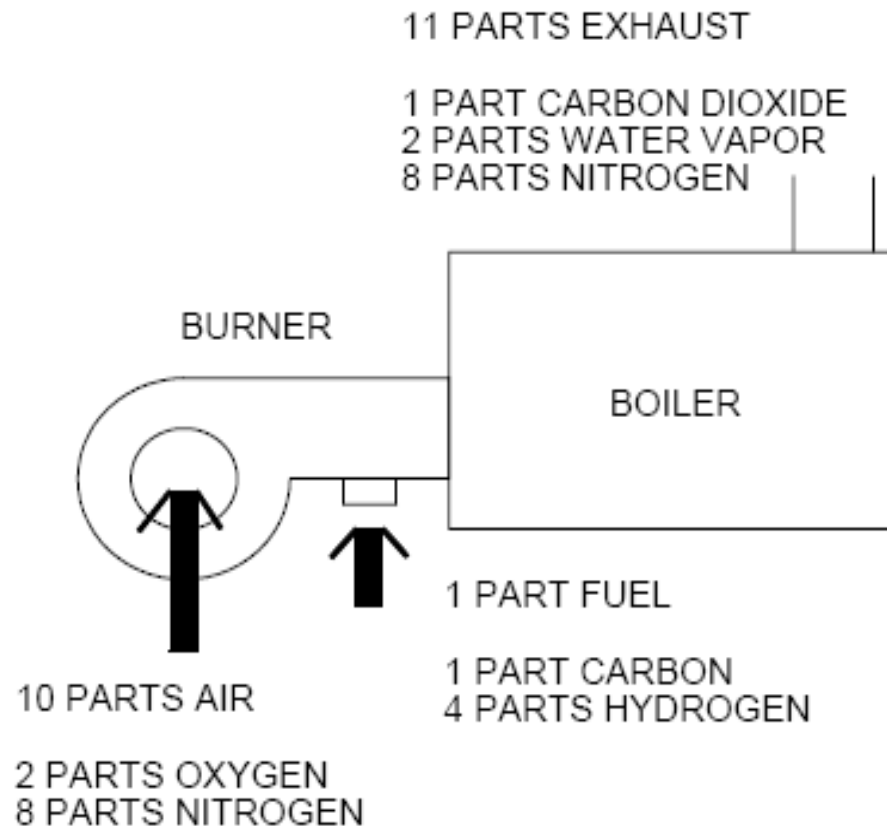 11 PARTS EXHAUST
1 PART CARBON DIOXIDE
2 PARTS WATER VAPOR
8 PARTS NITROGEN
BURNER
BOILER
1 PART FUEL
1 PART CARBON
4 PARTS HYDROGEN
10 PARTS AIR
2 PARTS OXYGEN
8 PARTS NITROGEN